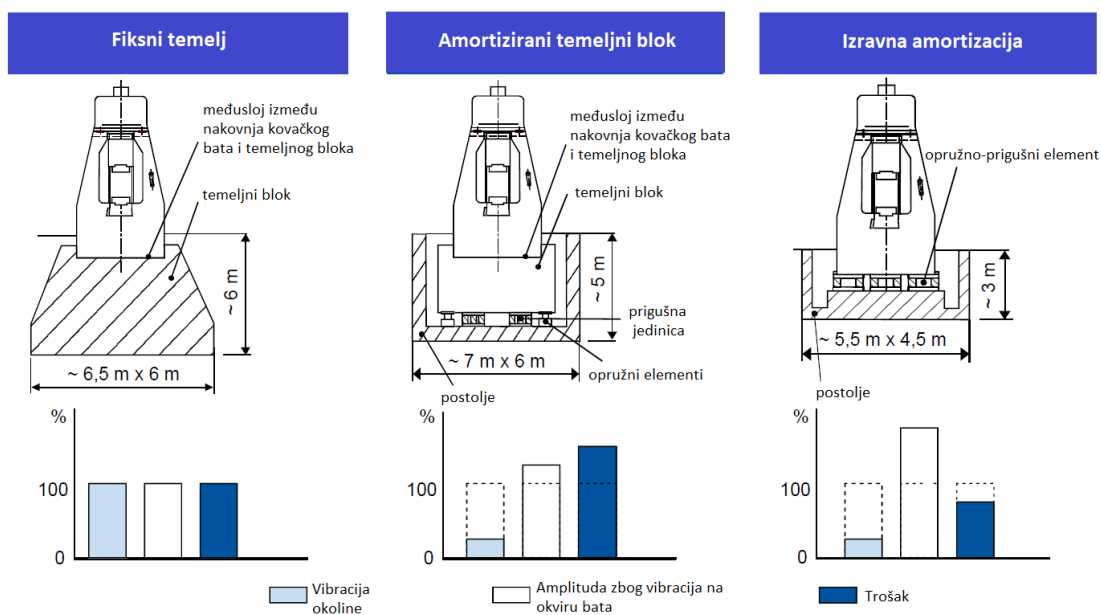 Fiksni temelj
Amortizirani temeljni blok
Izravna amortizacija
međusloj između
nakovnja kovačkog
bata i temeljnog bloka
temeljni blok
~ 6 m
~ 6,5 m x 6 m
međusloj između
nakovnja kovačkog bata
i temeljnog bloka
temeljni blok
~ 5 m
prigušna
jedinica
~ 7 m x 6 m
opružni elementi
postolje
opružno-prigušni element
~ 3 m
~ 5,5 m x 4,5 m
postolje
%
100
0
%
100
0
%
100
0
Vibracija
okoline
Amplituda zbog vibracija na
okviru bata
Trošak